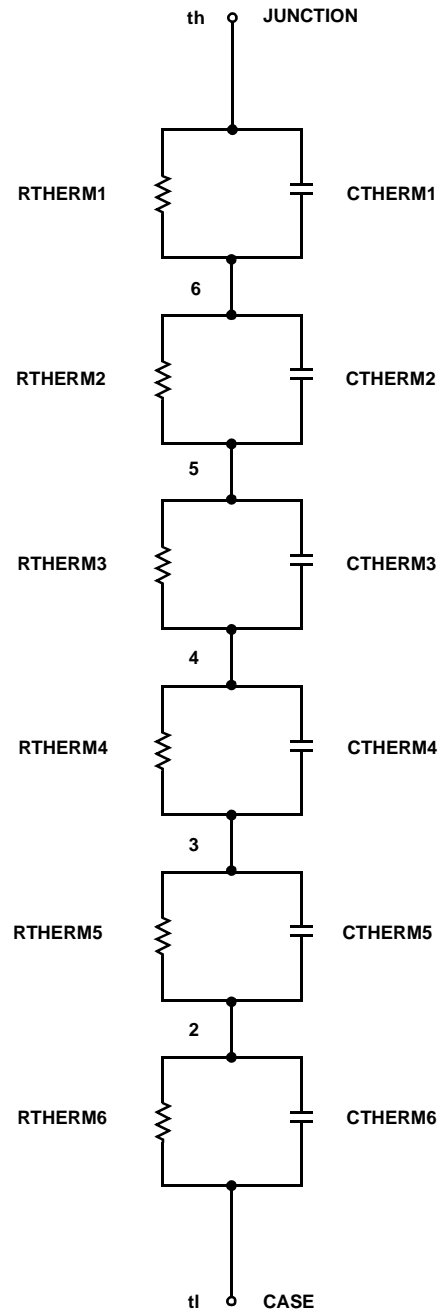 th JUNCTION
RTHERM1 CTHERM1
6
RTHERM2 CTHERM2
5
RTHERM3 CTHERM3
4
RTHERM4 CTHERM4
3
RTHERM5 CTHERM5
2
RTHERM6 CTHERM6
tl CASE